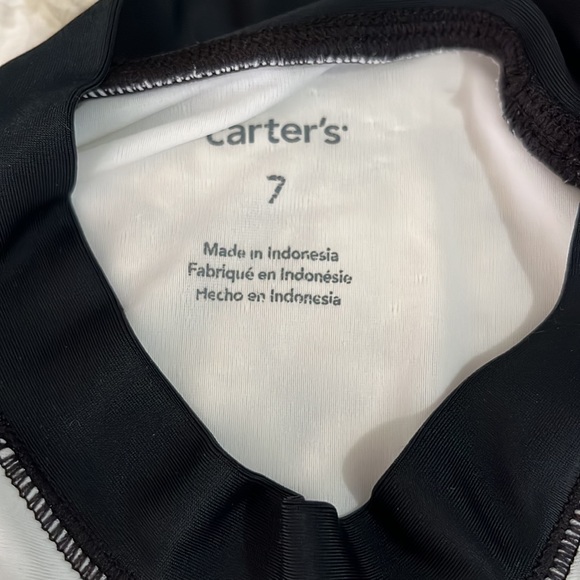 carter's
7
Made in Indonesia
Fabriqué en Indonésie
Hecho en Indonesia